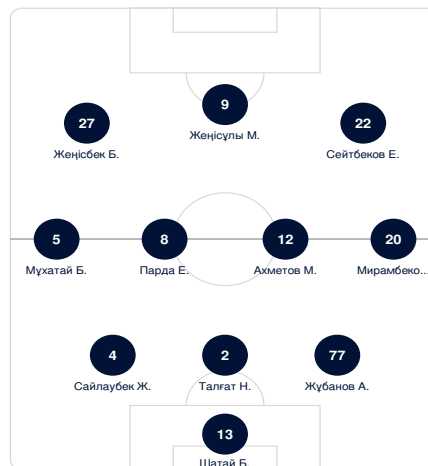 9
27
22
Жеңісұлы М.
Жеңісбек Б.
Сейтбеков Е.
5
8
12
20
Мұхатай Б.
Парда Е.
Ахметов М.
Мирамбеко...
4
2
77
Сайлаубек Ж.
Талғат Н.
Жұбанов А.
13
Шатай Б.